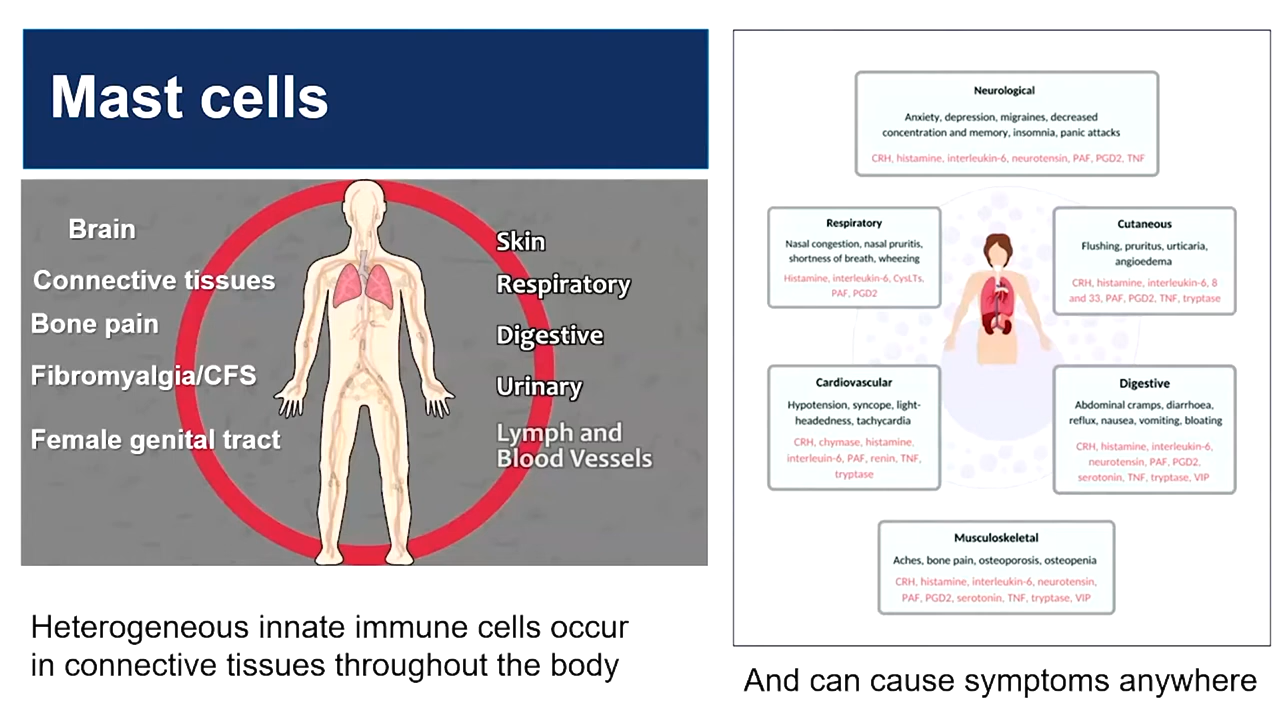 Mast cells
Brain
Connective tissues
Bone pain
Fibromyalgia/CFS
Female genital tract
Skin
Respiratory
Digestive
Urinary
Lymph and
Blood Vessels
Heterogeneous innate immune cells occur
in connective tissues throughout the body
Neurological
Anxiety, depression, migraines, decreased
concentration and memory, insomnia, panic attacks
CRH, histamine, interleukin-6, neurotensin, PAF, PGD2, TNF
Respiratory
Nasal congestion, nasal pruritis,
shortness of breath, wheezing
Histamine, interleukin-6, CysLTs,
PAF, PGD2
Cutaneous
Flushing, pruritus, urticaria,
angioedema
CRH, histamine, interleukin-6, 8
and 33, PAF, PGD2, TNF, tryptase
Cardiovascular
Hypotension, syncope, light-
headedness, tachycardia
CRH, chymase, histamine,
interleuin-6, PAF, renin, TNF,
tryptase
Digestive
Abdominal cramps, diarrhoea,
reflux, nausea, vomiting, bloating
CRH, histamine, interleukin-6,
neurotensin, PAF, PGD2,
serotonin, TNF, tryptase, VIP
Musculoskeletal
Aches, bone pain, osteoporosis, osteopenia
CRH, histamine, interleukin-6, neurotensin,
PAF, PGD2, serotonin, TNF, tryptase, VIP
And can cause symptoms anywhere